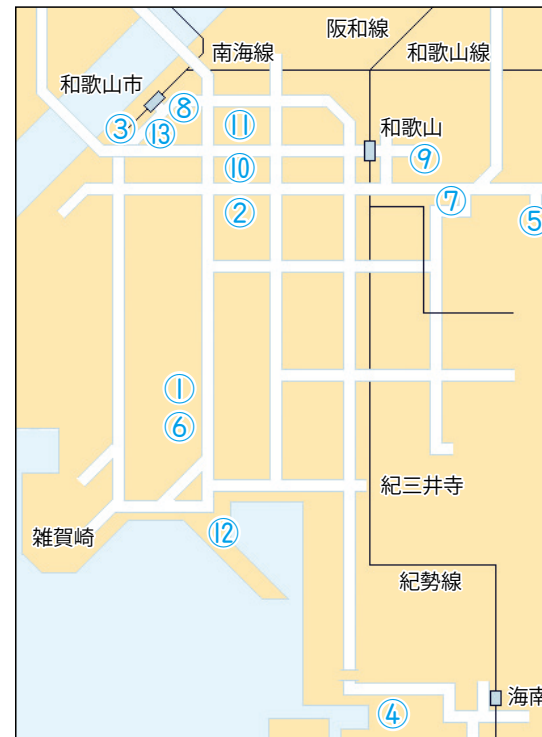 阪和線
南海線
和歌山線
和歌山市
⑧
③
⑬
⑪
和歌山
⑨
⑩
⑦
②
⑤
①
⑥
紀三井寺
雑賀崎
⑫
紀勢線
海南
④